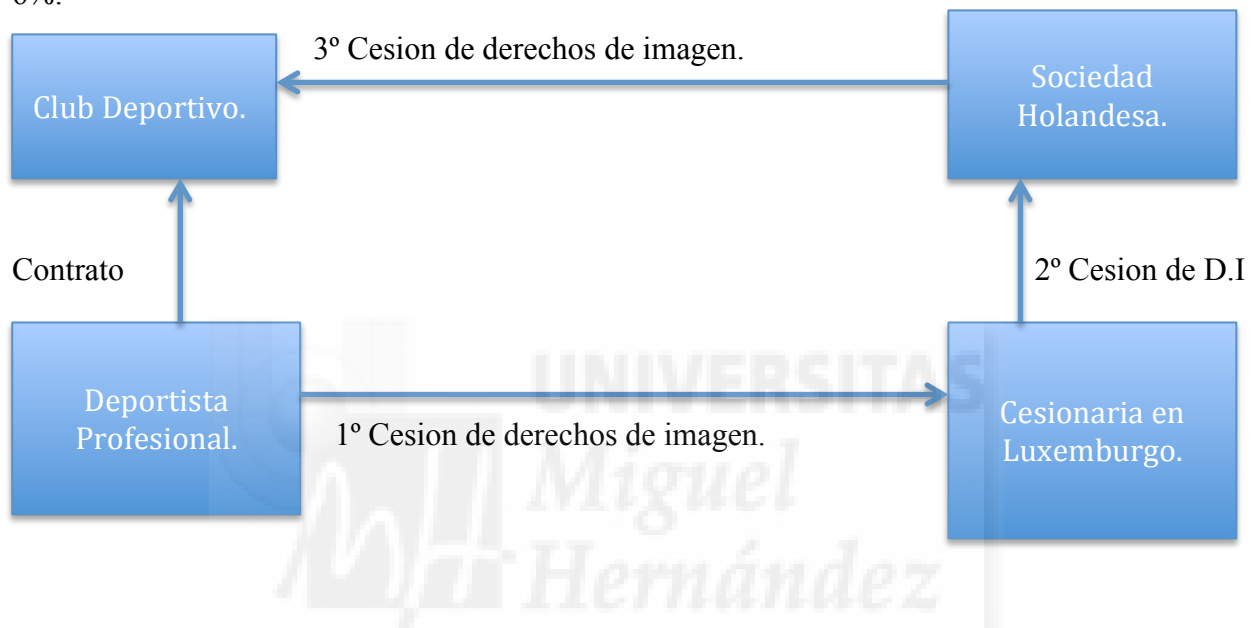 6%.
3º Cesion de derechos de imagen.
Sociedad
Holandesa.
Club Deportivo.
Contrato
2º Cesion de D.I
UNIVERSITAS
Deportista
Profesional.
Cesionaria en
Luxemburgo.
1º Cesion de derechos de imagen.
Miguel
Hernández